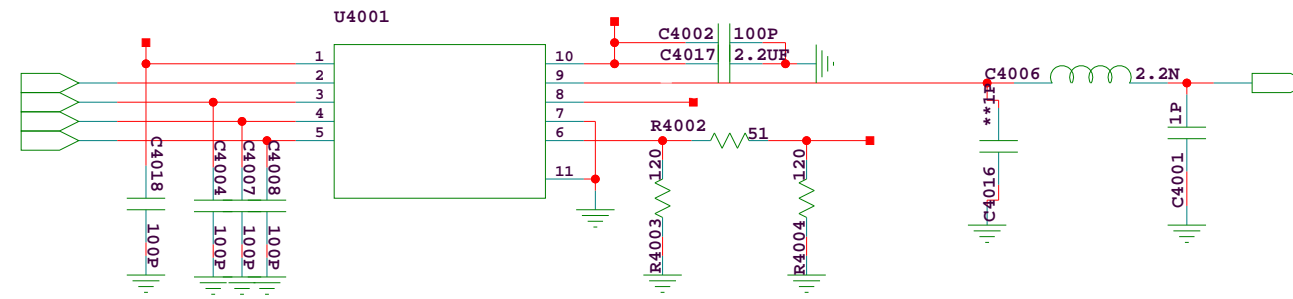 U4001
1
2
3
4
5
10
9
8
7
6
11
C4002
100P
C4017
2.2UF
C4006
2.2N
R4002
51
C4018
100P
C4004
100P
C4007
100P
C4008
100P
120
R4003
120
R4004
**1P
C4016
1P
C4001